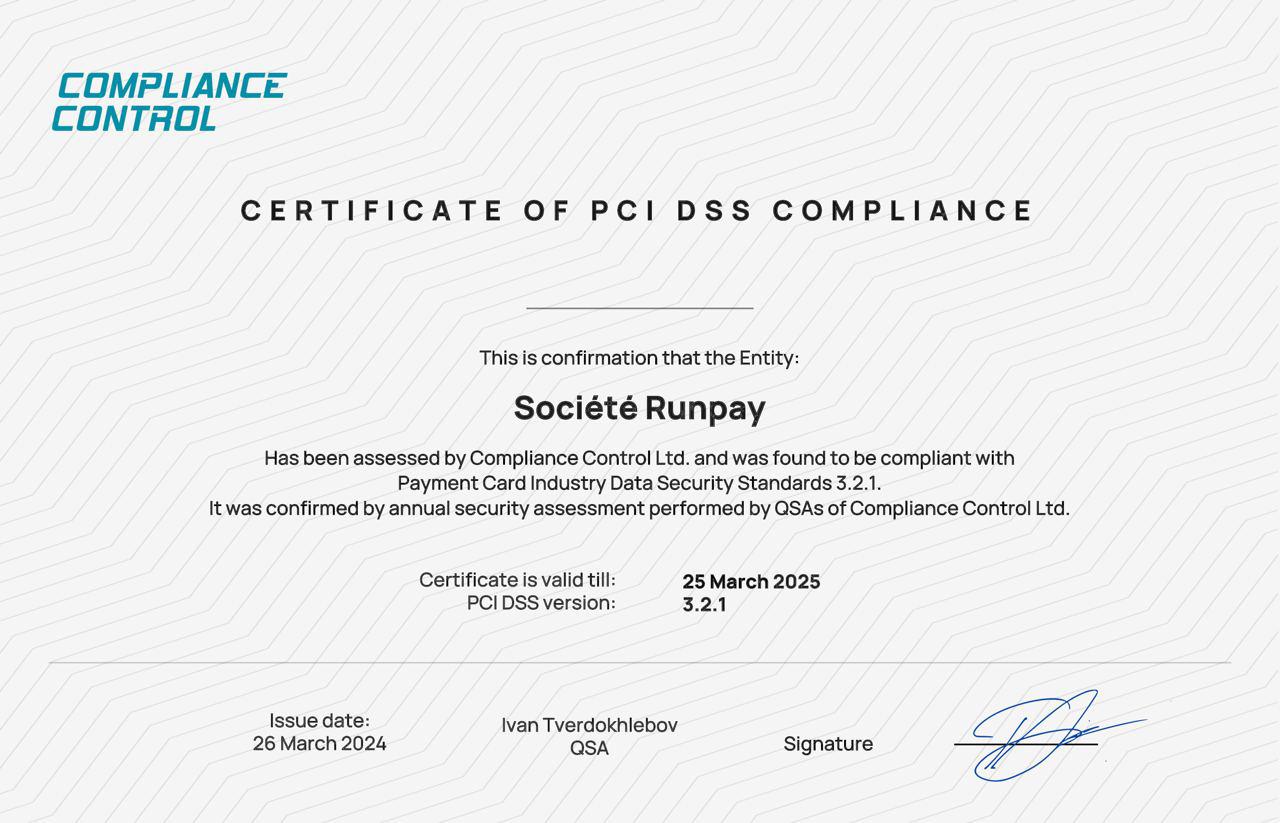 COMPLIANCE
CONTROL
CERTIFICATE OF PCI DSS COMPLIANCE
This is confirmation that the Entity:
Société Runpay
Has been assessed by Compliance Control Ltd. and was found to be compliant with
Payment Card Industry Data Security Standards 3.2.1.
It was confirmed by annual security assessment performed by QSAs of Compliance Control Ltd.
Certificate is valid till: 25 March 2025
PCI DSS version: 3.2.1
Issue date:
26 March 2024
Ivan Tverdokhlebov
QSA
Signature